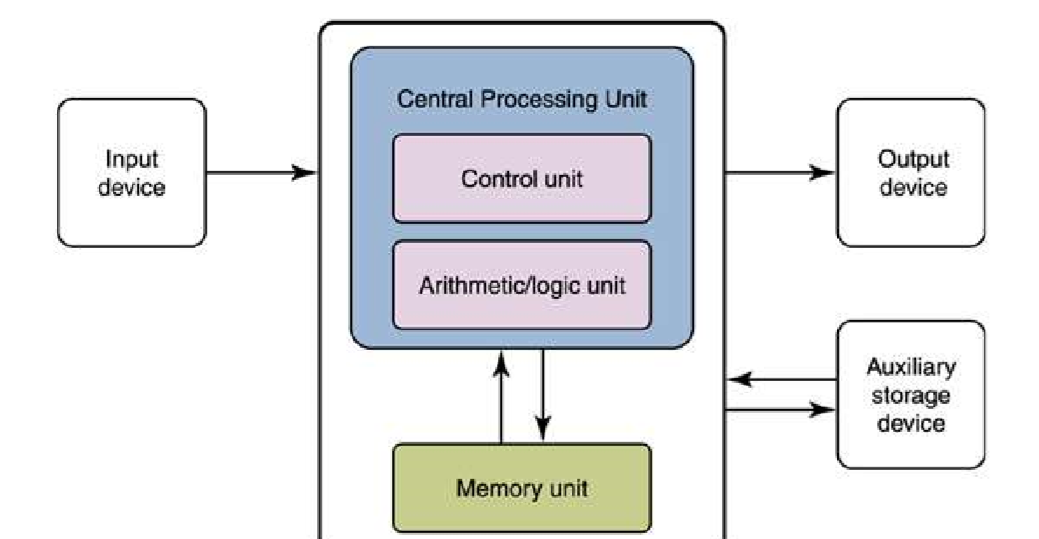 Central Processing Unit
Input
device
Control unit
Output
device
Arithmetic/logic unit
Auxiliary
storage
device
Memory unit